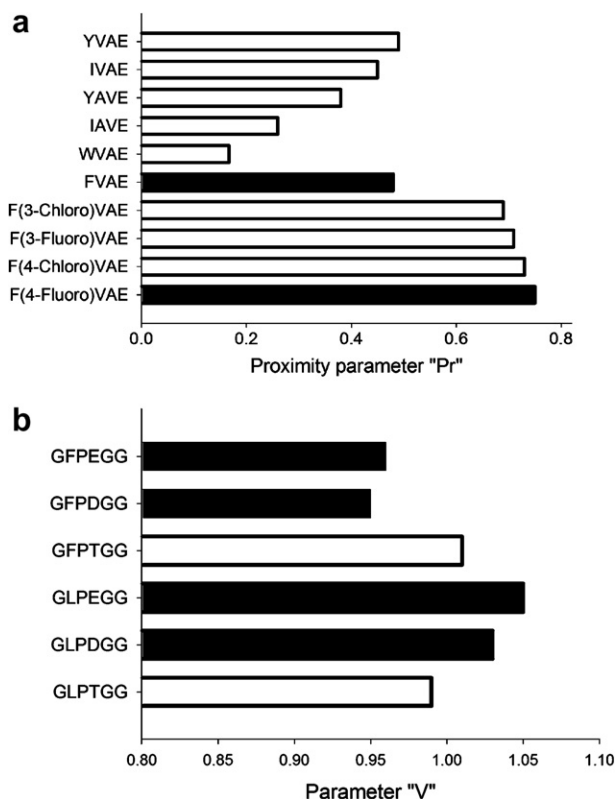 a
YVAE
IVAE
YAVE
IAVE
WVAE
FVAE
F(3-Chloro)VAE
F(3-Fluoro)VAE
F(4-Chloro)VAE
F(4-Fluoro)VAE
0.0 0.2 0.4 0.6 0.8
Proximity parameter "Pr"
b
GFPEGG
GFPDGG
GFPTGG
GLPEGG
GLPDGG
GLPTGG
0.80 0.85 0.90 0.95 1.00 1.05 1.10
Parameter "V"